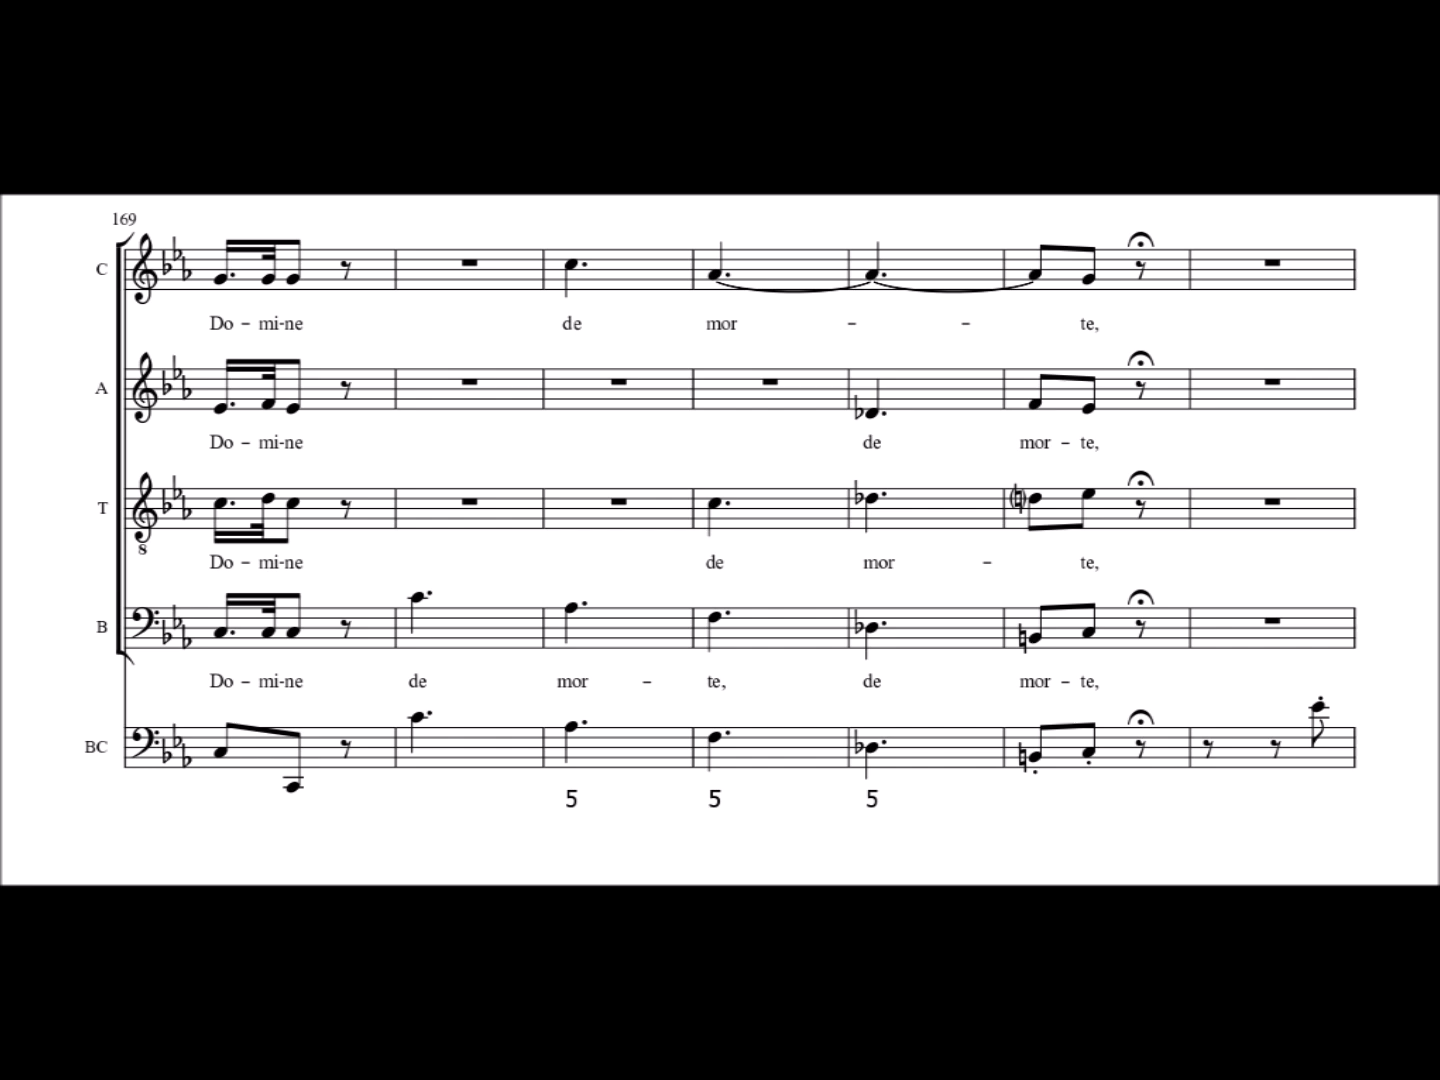 169
C
Do - mi-ne de mor - - te,
A
Do - mi-ne de mor - te,
T
8
Do - mi-ne de mor - te,
B
Do - mi-ne de mor - te, de mor - te,
BC
5 5 5